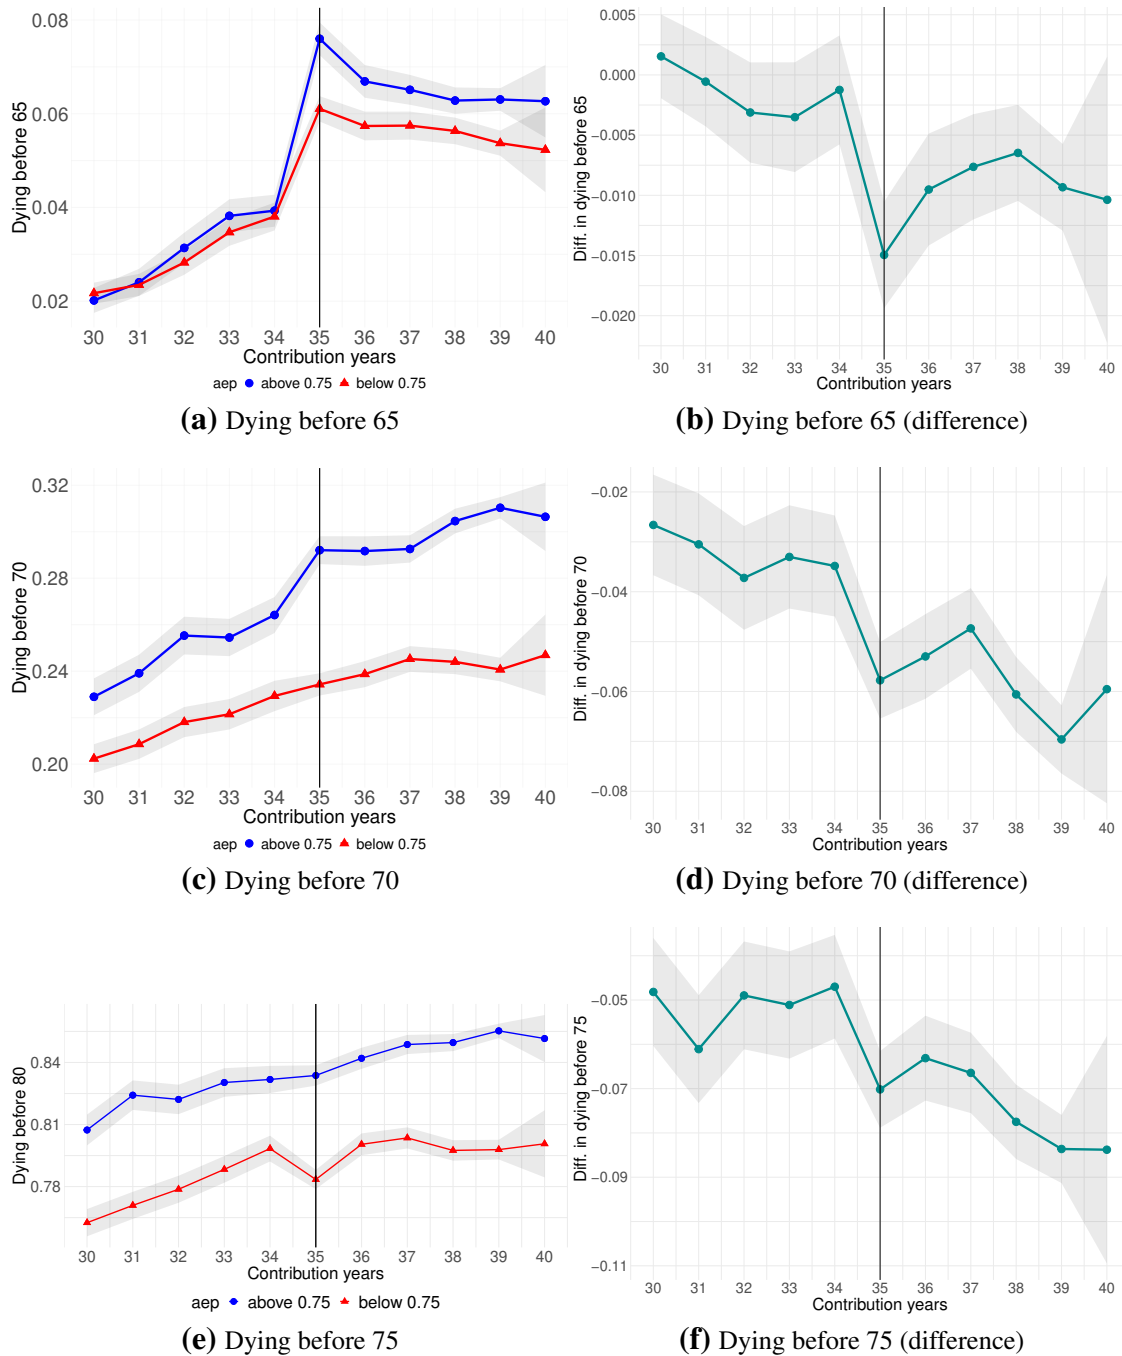 0.08
0.06
0.04
0.02
Dying before 65
30 31 32 33 34 35 36 37 38 39 40
Contribution years
aep above 0.75 below 0.75
(a) Dying before 65
0.005
0.000
−0.005
−0.010
−0.015
−0.020
Diff. in dying before 65
30 31 32 33 34 35 36 37 38 39 40
Contribution years
(b) Dying before 65 (difference)
0.32
0.28
0.24
0.20
Dying before 70
30 31 32 33 34 35 36 37 38 39 40
Contribution years
aep above 0.75 below 0.75
(c) Dying before 70
−0.02
−0.04
−0.06
−0.08
Diff. in dying before 70
30 31 32 33 34 35 36 37 38 39 40
Contribution years
(d) Dying before 70 (difference)
0.84
0.81
0.78
Dying before 80
30 31 32 33 34 35 36 37 38 39 40
Contribution years
aep above 0.75 below 0.75
(e) Dying before 75
−0.05
−0.07
−0.09
−0.11
Diff. in dying before 75
30 31 32 33 34 35 36 37 38 39 40
Contribution years
(f) Dying before 75 (difference)